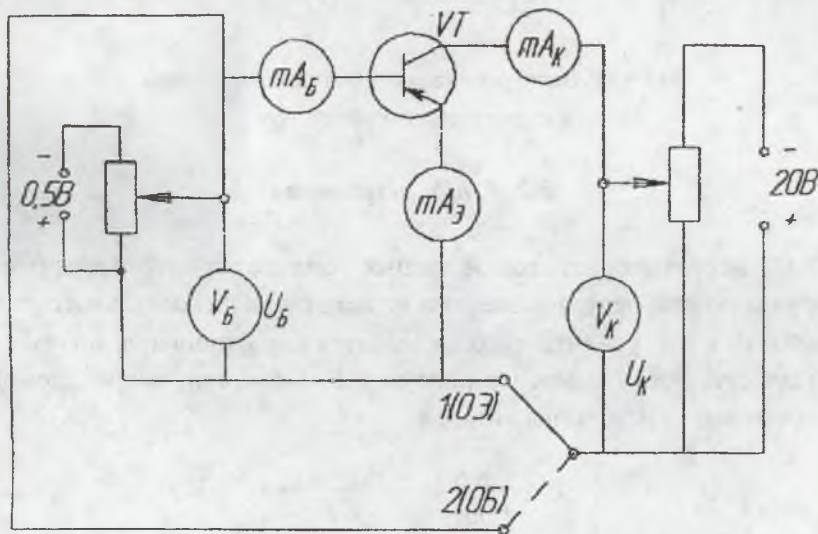 VT
mA_Б
mA_К
mA_Э
−
0,5В
+
−
20В
+
V_Б U_Б
V_К
U_К
1(ОЭ)
2(ОБ)